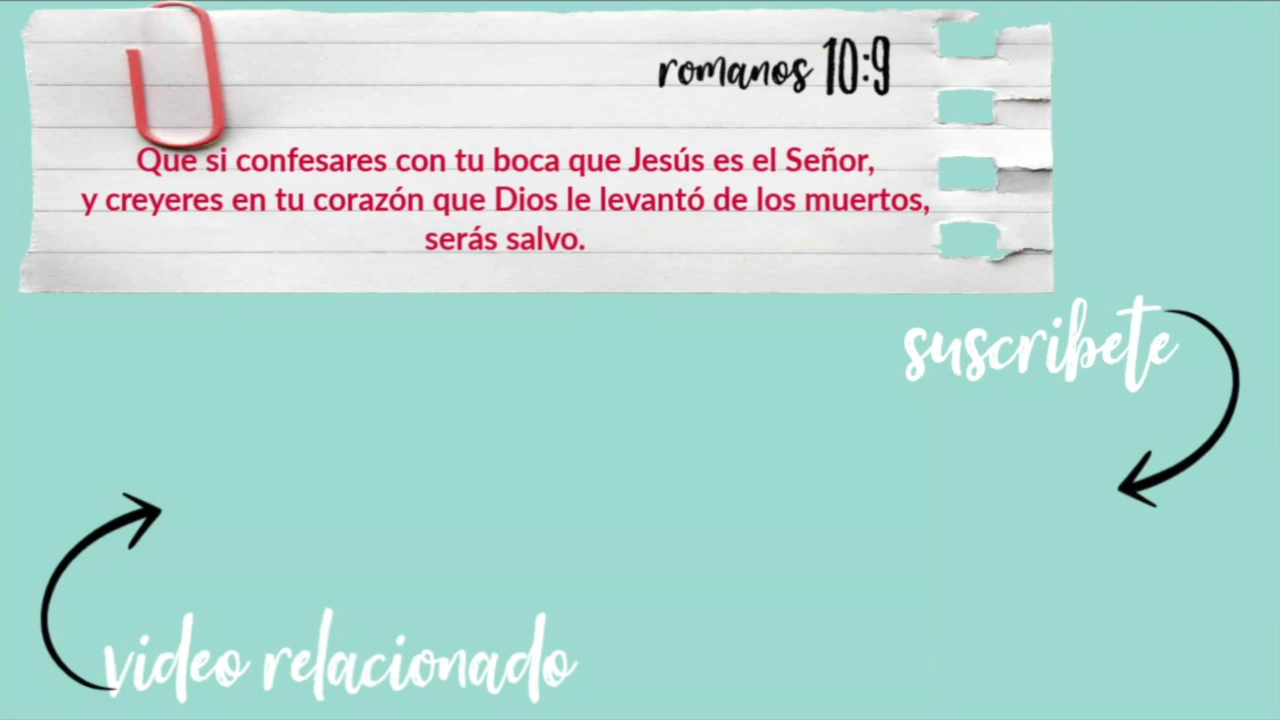 romanos 10:9
Que si confesares con tu boca que Jesús es el Señor,
y creyeres en tu corazón que Dios le levantó de los muertos,
serás salvo.
suscribete
video relacionado